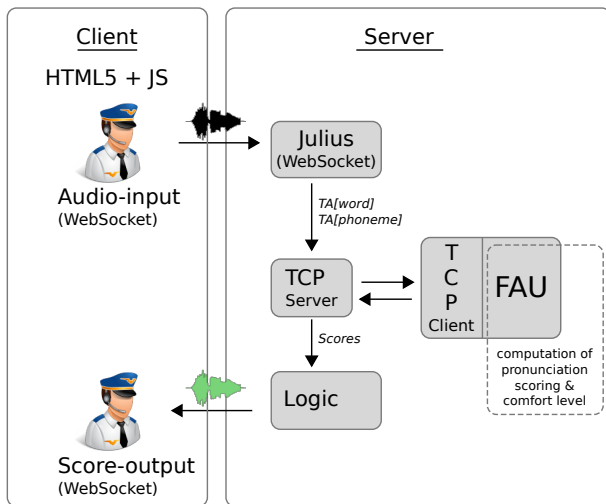 Client
Server
HTML5 + JS
Audio-input
(WebSocket)
Julius
(WebSocket)
TA[word]
TA[phoneme]
TCP
Server
T
C
P
Client
FAU
computation of
pronunciation
scoring &
comfort level
Scores
Logic
Score-output
(WebSocket)